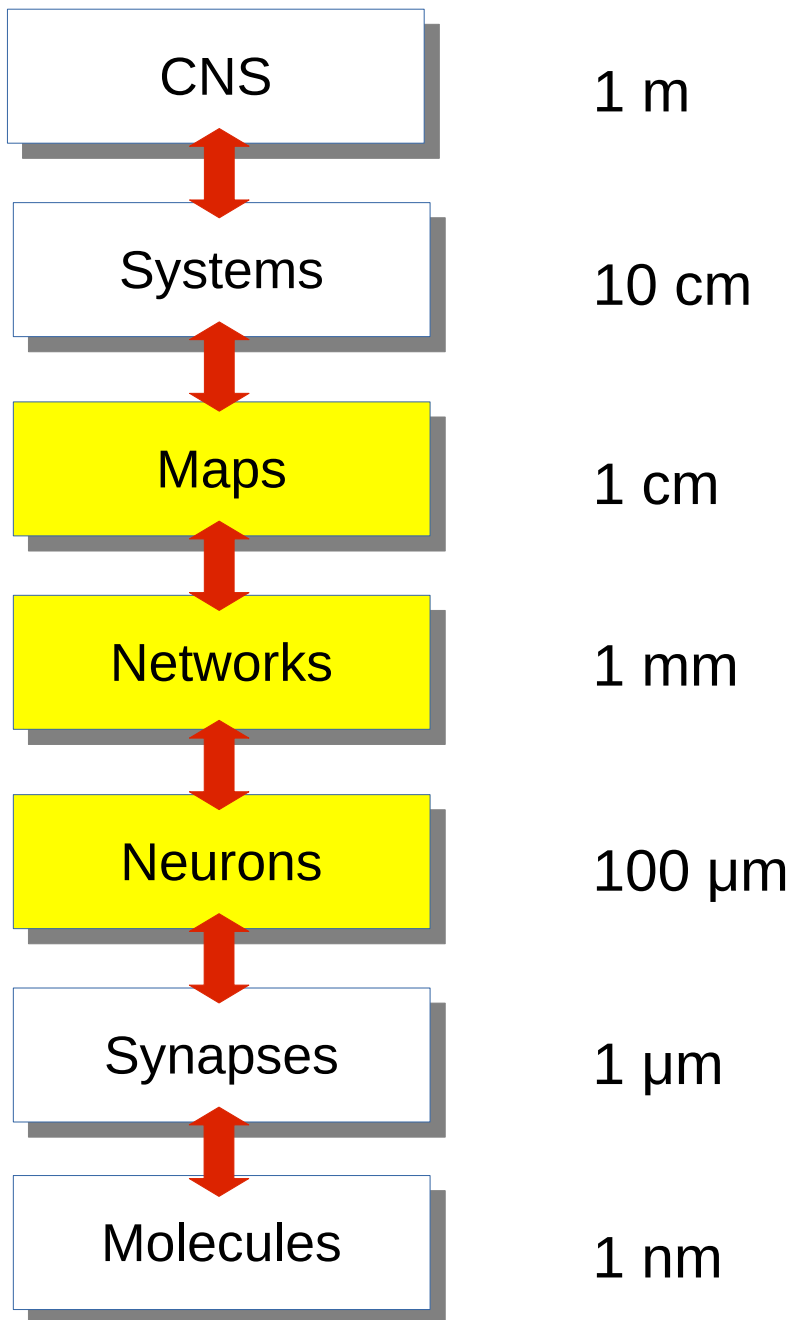 CNS
1 m
Systems
10 cm
Maps
1 cm
Networks
1 mm
Neurons
100 µm
Synapses
1 µm
Molecules
1 nm